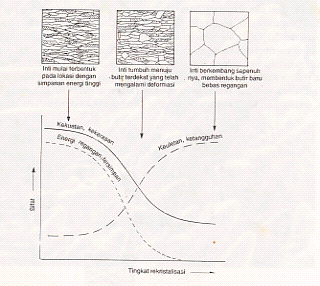 Inti mulai terbentuk
pada lokasi dengan
simpanan energi tinggi
Inti tumbuh menuju
butir terdekat yang telah
mengalami deformasi
Inti berkembang sepenuh
nya, membentuk butir baru
bebas regangan
Kekuatan, kekerasan
Energi regangan tersimpan
Keuletan, ketangguhan
Sifat
Tingkat rekristalisasi